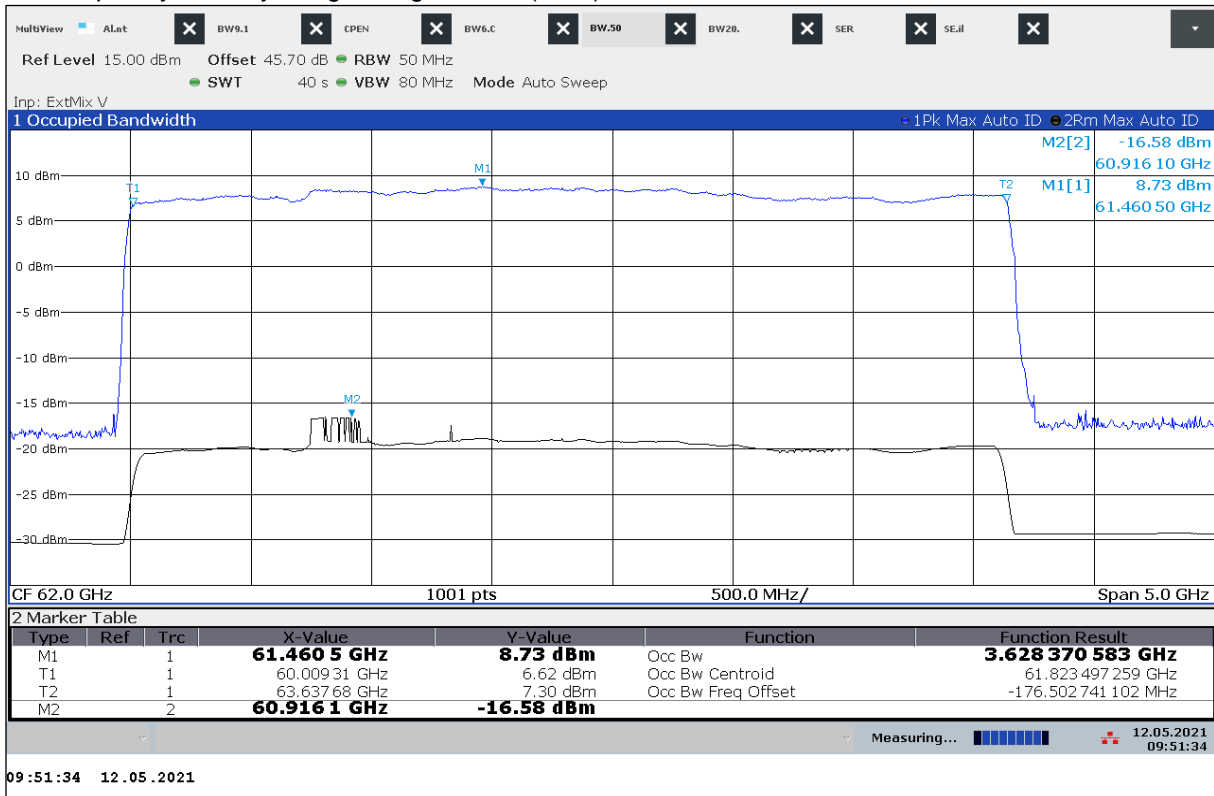 MultiView Al.nt BW9.1 CPEN BW6.C BW.50 BW20. SER SE.il
Ref Level 15.00 dBm Offset 45.70 dB RBW 50 MHz
SWT 40 s VBW 80 MHz Mode Auto Sweep
Inp: ExtMix V
1 Occupied Bandwidth 1Pk Max Auto ID 2Rm Max Auto ID
M2[2] -16.58 dBm
60.916 10 GHz
M1[1] 8.73 dBm
61.460 50 GHz
10 dBm
M1
T1
T2
5 dBm
0 dBm
-5 dBm
-10 dBm
-15 dBm
M2
-20 dBm
-25 dBm
-30 dBm
CF 62.0 GHz 1001 pts 500.0 MHz/ Span 5.0 GHz
2 Marker Table
Type Ref Trc X-Value Y-Value Function Function Result
M1 1 61.460 5 GHz 8.73 dBm Occ Bw 3.628 370 583 GHz
T1 1 60.009 31 GHz 6.62 dBm Occ Bw Centroid 61.823 497 259 GHz
T2 1 63.637 68 GHz 7.30 dBm Occ Bw Freq Offset -176.502 741 102 MHz
M2 2 60.916 1 GHz -16.58 dBm
Measuring... 12.05.2021
09:51:34
09:51:34 12.05.2021